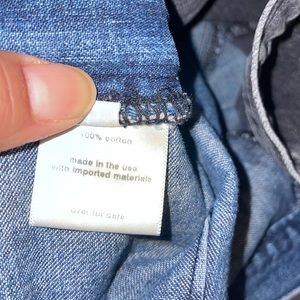 100% cotton
made in the usa
with imported materials
over for care